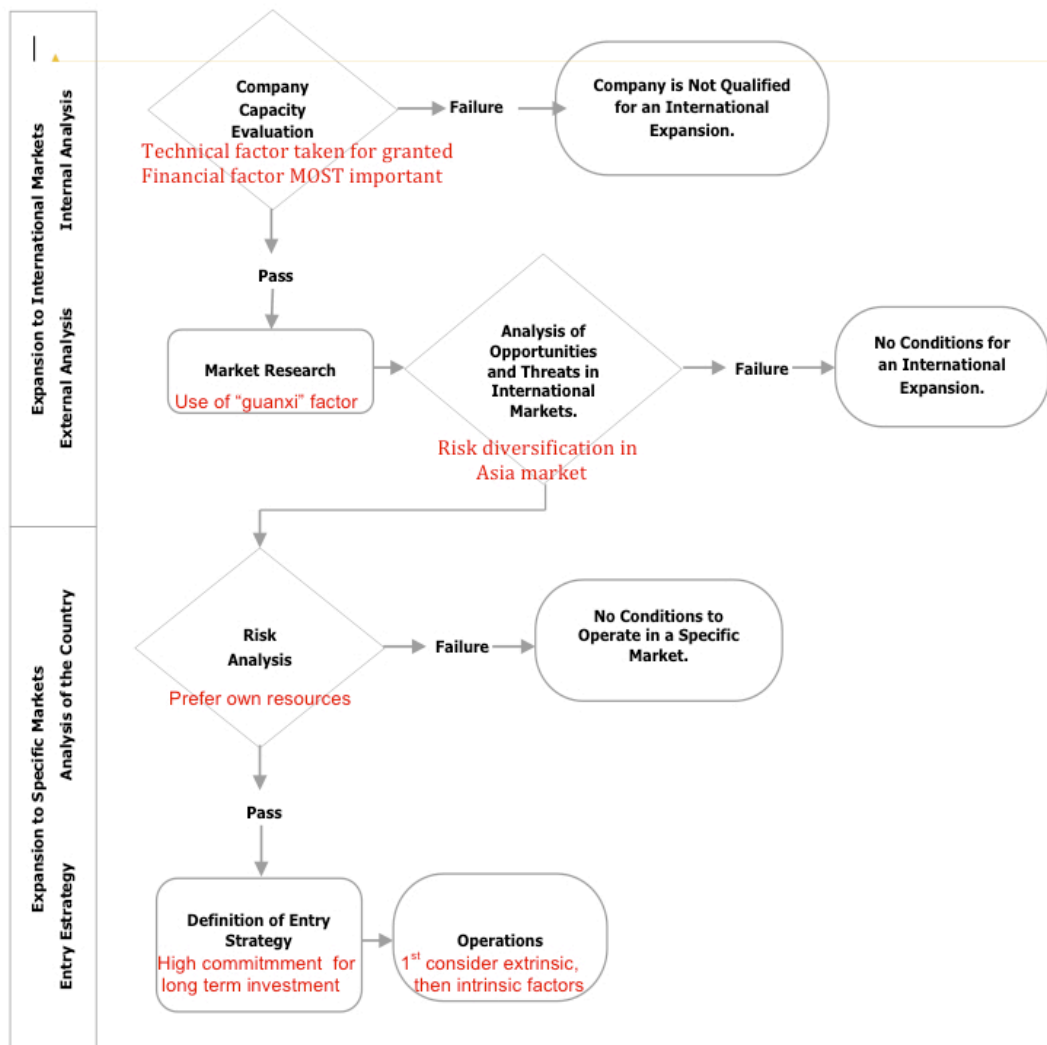 Expansion to International Markets
Internal Analysis
External Analysis
Company
Capacity
Evaluation
Technical factor taken for granted
Financial factor MOST important
Failure
Company is Not Qualified
for an International
Expansion.
Pass
Market Research
Use of “guanxi” factor
Analysis of
Opportunities
and Threats in
International
Markets.
Risk diversification in
Asia market
Failure
No Conditions for
an International
Expansion.
Expansion to Specific Markets
Analysis of the Country
Entry Estrategy
Risk
Analysis
Prefer own resources
Failure
No Conditions to
Operate in a Specific
Market.
Pass
Definition of Entry
Strategy
High commitmment for
long term investment
Operations
1st consider extrinsic,
then intrinsic factors